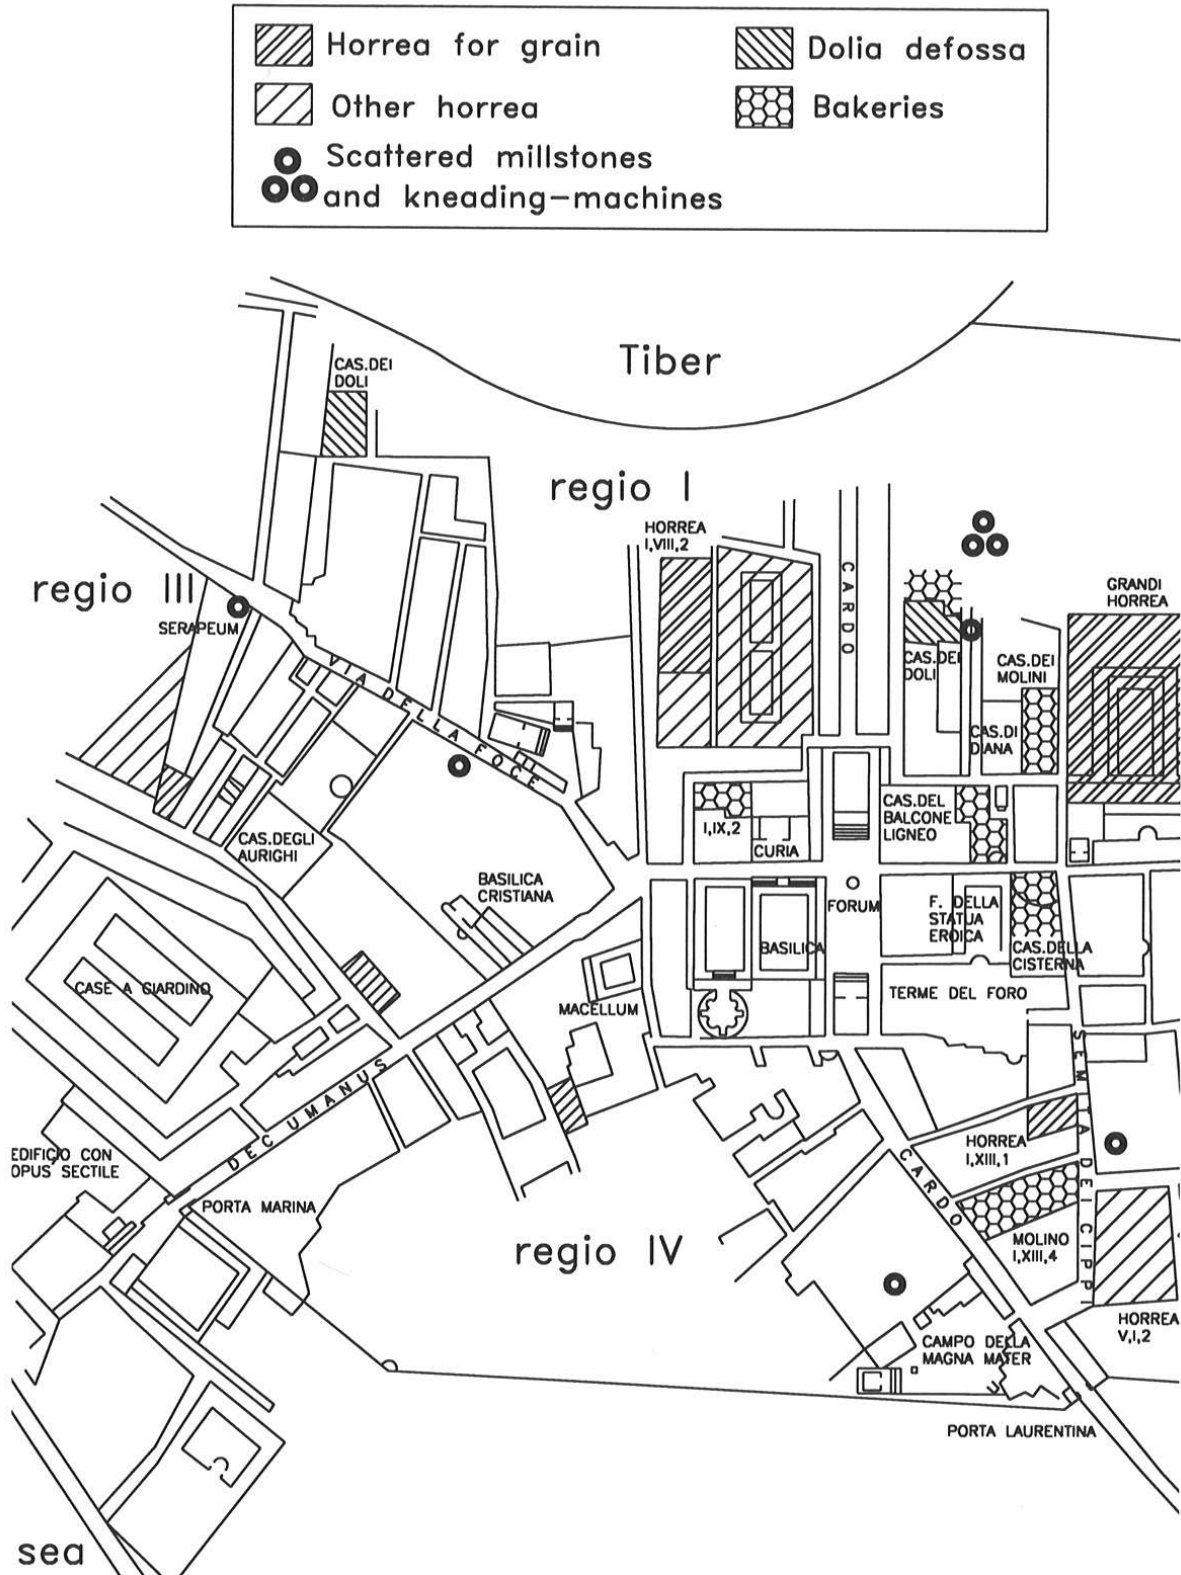 Horrea for grain
Dolia defossa
Other horrea
Bakeries
Scattered millstones
and kneading-machines
Tiber
CAS.DEI
DOLI
regio I
HORREA
I,VIII,2
regio III
SERAPEUM
GRANDI
HORREA
CARDO
CAS.DEI
DOLI
CAS.DEI
MOLINI
CAS.DI
DIANA
VIA DELLA FOCE
CAS.DEL
BALCONE
LIGNEO
I,IX,2
CURIA
CAS.DEGLI
AURIGHI
BASILICA
CRISTIANA
FORUM
F. DELLA
STATUA
EROICA
BASILICA
CAS.DELLA
CISTERNA
CASE A GIARDINO
MACELLUM
TERME DEL FORO
DECUMANUS
SEMITA DEI CIPPI
EDIFICIO CON
OPUS SECTILE
HORREA
I,XIII,1
CARDO
PORTA MARINA
regio IV
MOLINO
I,XIII,4
HORREA
V,I,2
CAMPO DELLA
MAGNA MATER
PORTA LAURENTINA
sea